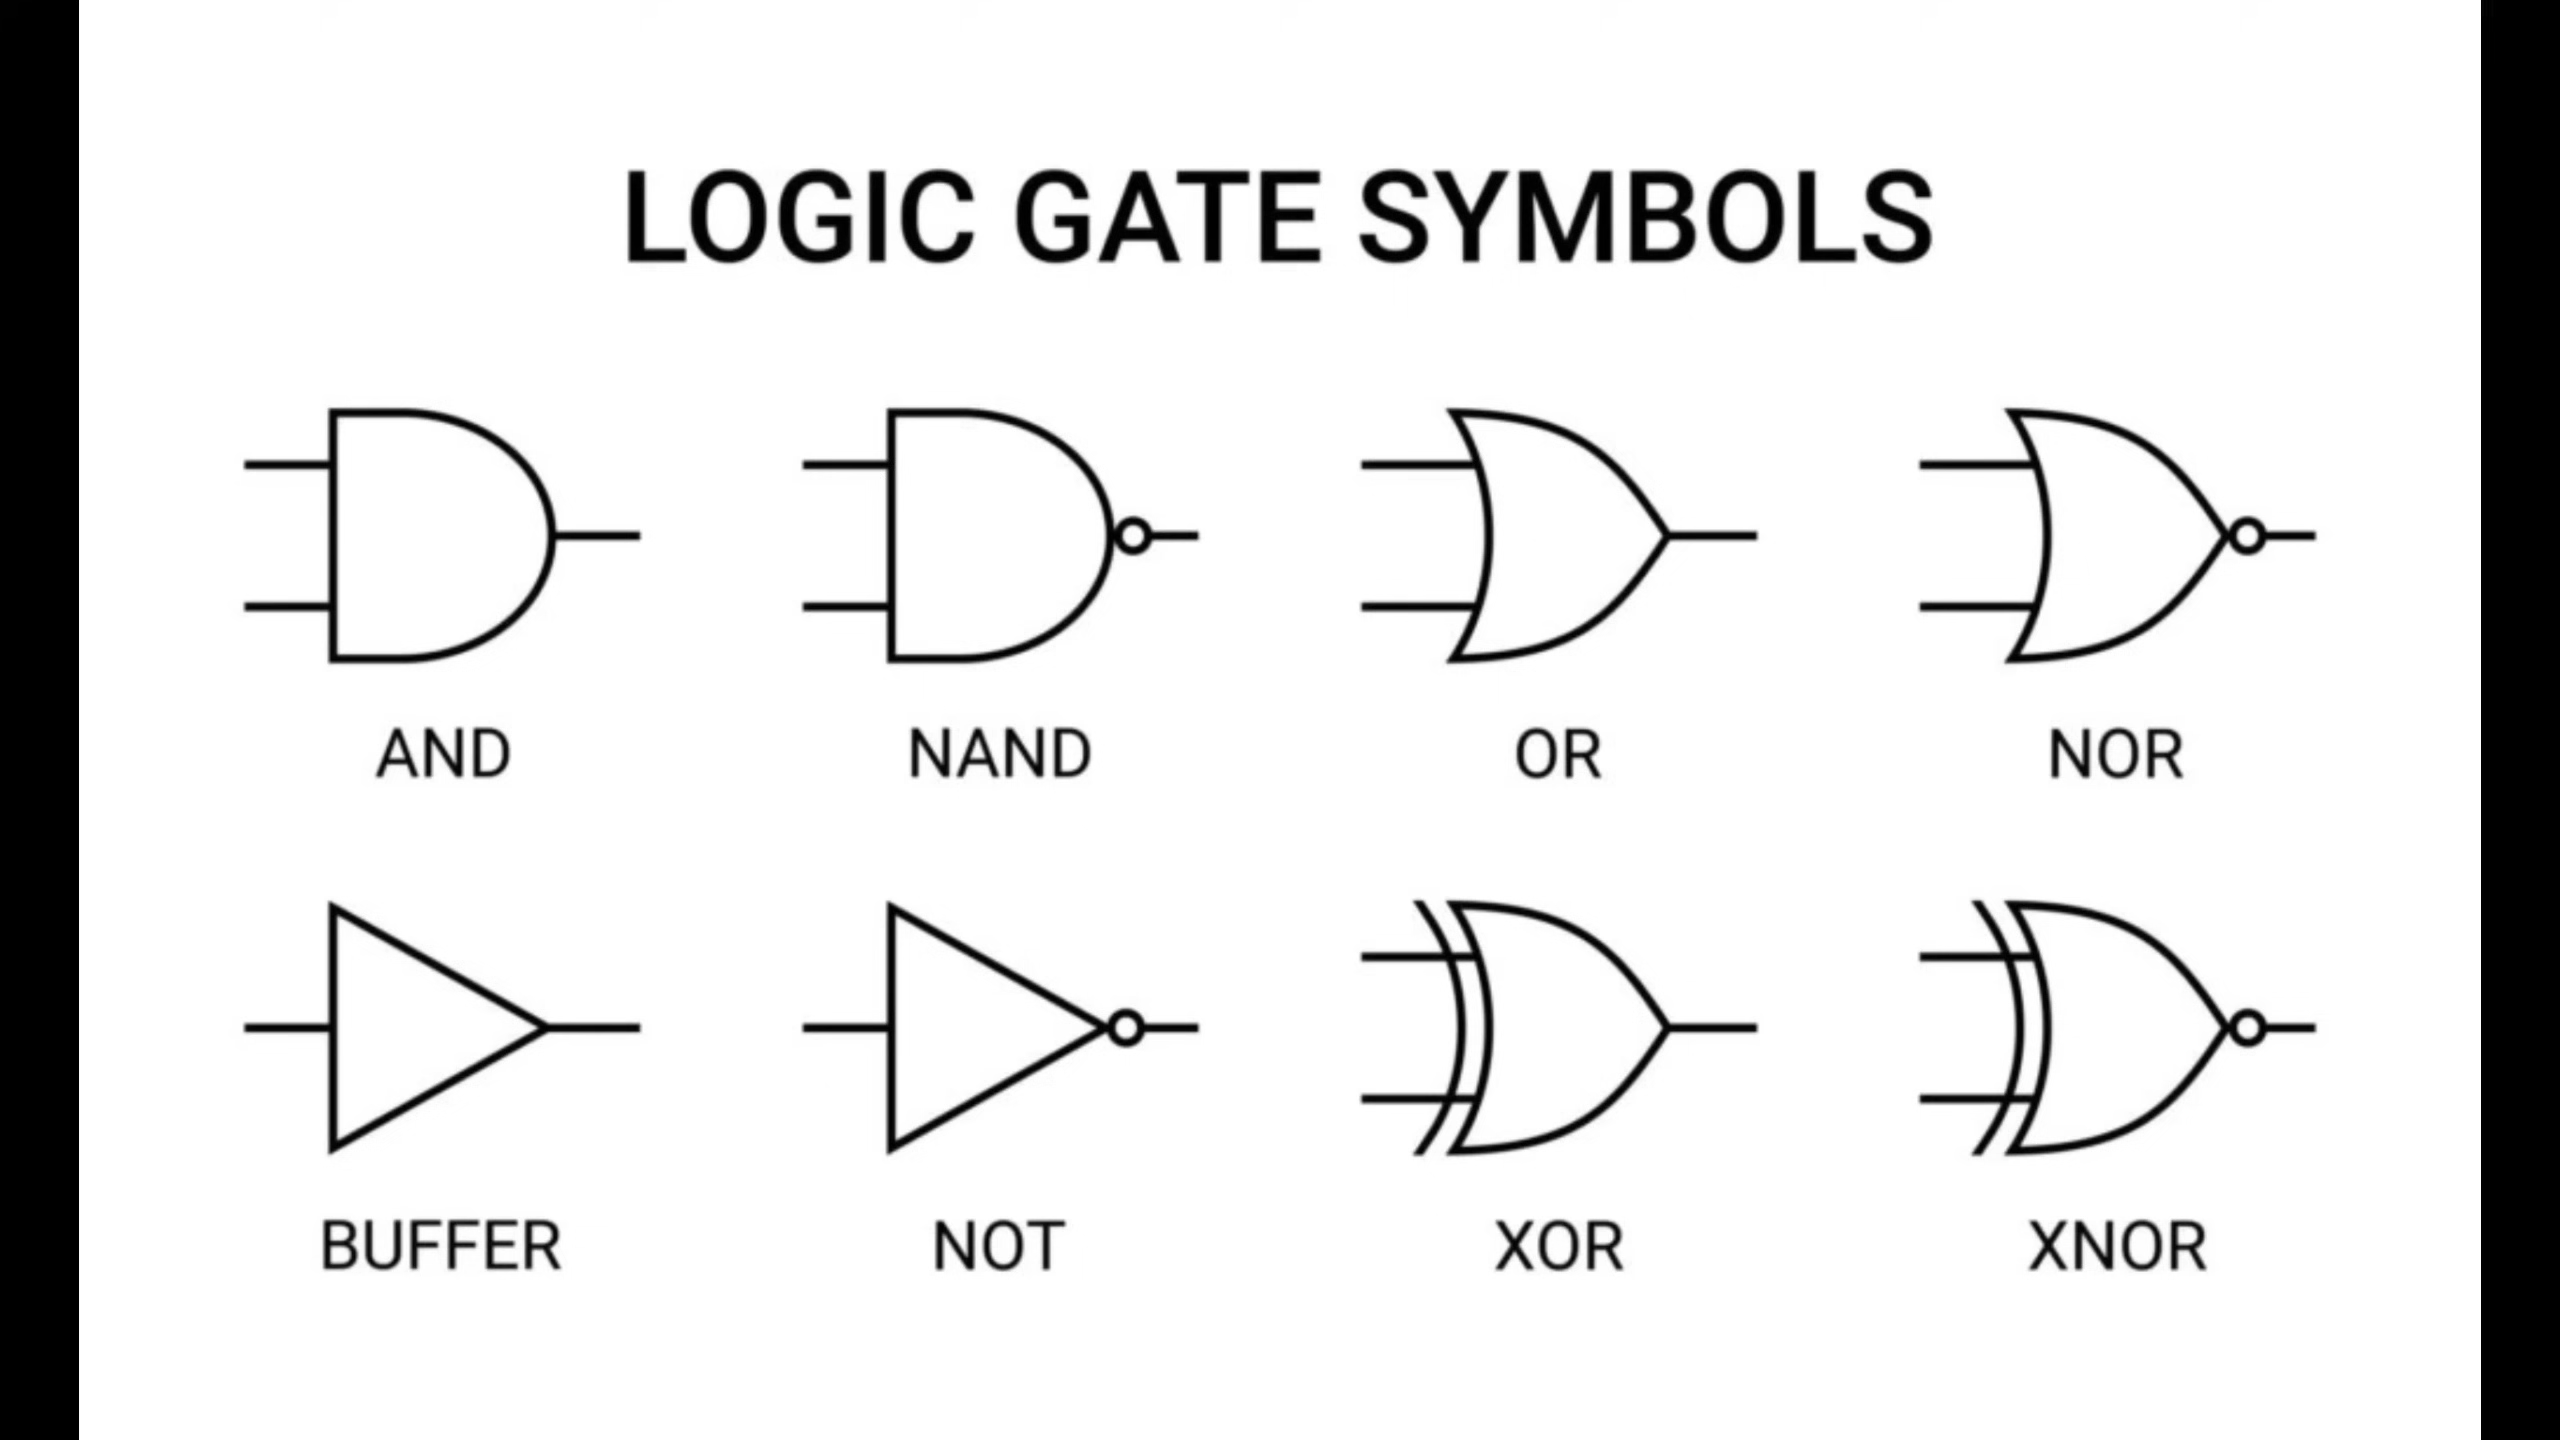 LOGIC GATE SYMBOLS
AND NAND OR NOR
BUFFER NOT XOR XNOR